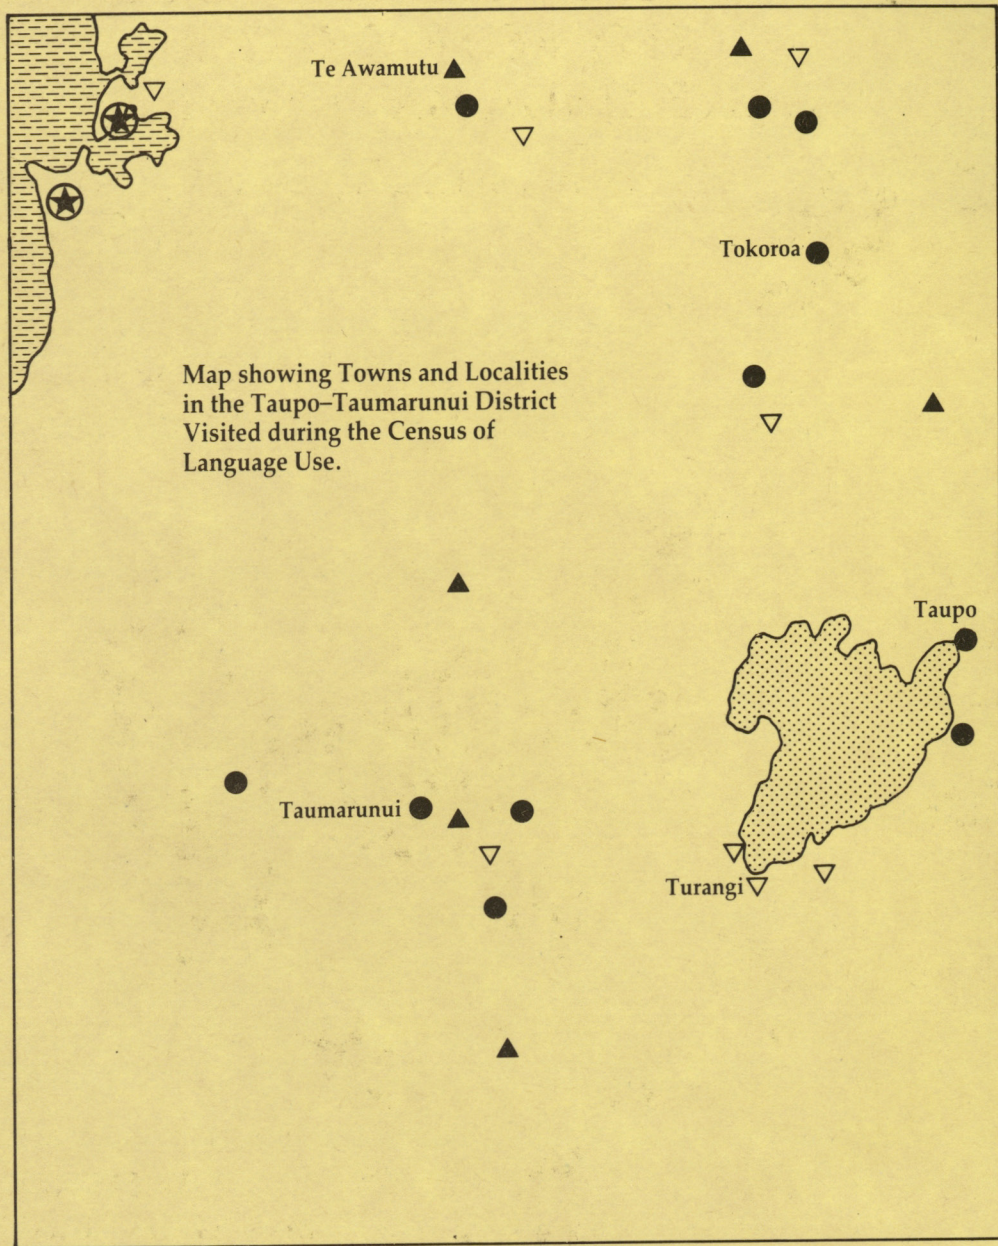 Te Awamutu
Tokoroa
Map showing Towns and Localities
in the Taupo–Taumarunui District
Visited during the Census of
Language Use.
Taupo
Taumarunui
Turangi